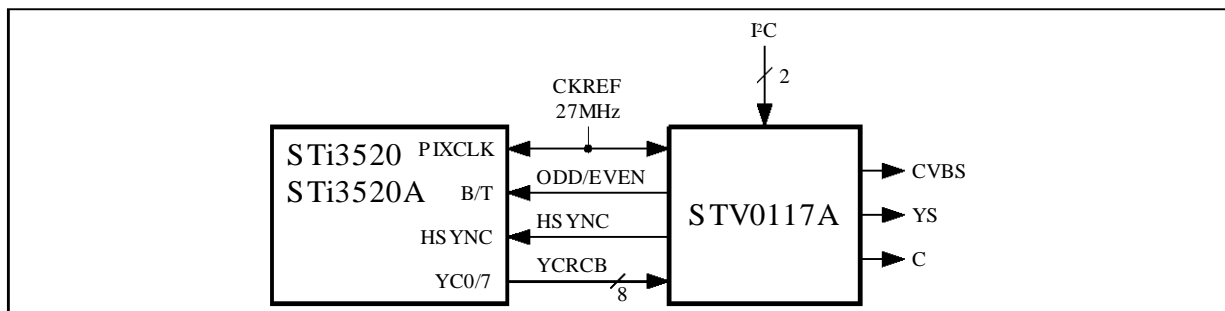 I²C
2
CKREF
27MHz
STi3520
STi3520A
PIXCLK
B/T
HSYNC
YC0/7
ODD/EVEN
HSYNC
YCRCB
8
STV0117A
CVBS
YS
C